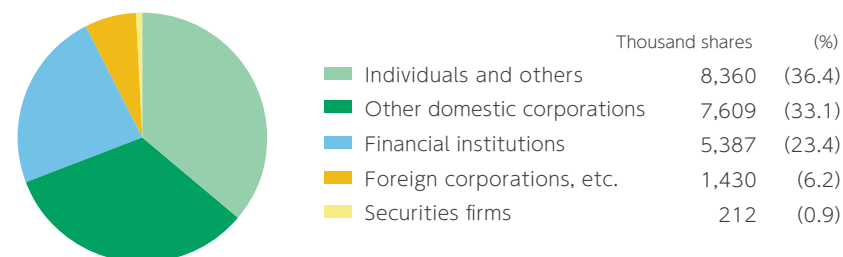 Thousand shares (%)
Individuals and others 8,360 (36.4)
Other domestic corporations 7,609 (33.1)
Financial institutions 5,387 (23.4)
Foreign corporations, etc. 1,430 (6.2)
Securities firms 212 (0.9)